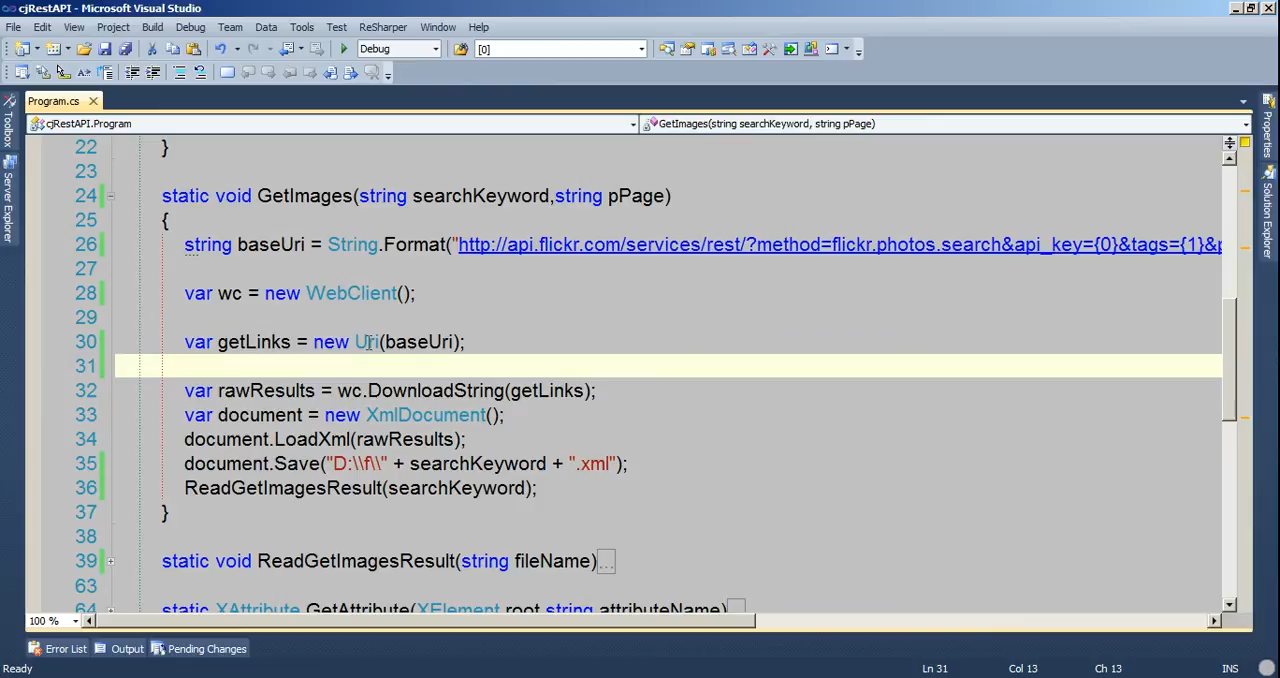 cjRestAPI - Microsoft Visual Studio
File Edit View Project Build Debug Team Data Tools Test ReSharper Window Help
Debug [0]
Program.cs
cjRestAPI.Program GetImages(string searchKeyword, string pPage)
Toolbox
Server Explorer
Properties
Solution Explorer
22 }
23
24 static void GetImages(string searchKeyword,string pPage)
25 {
26 string baseUri = String.Format("http://api.flickr.com/services/rest/?method=flickr.photos.search&api_key={0}&tags={1}&p
27
28 var wc = new WebClient();
29
30 var getLinks = new Uri(baseUri);
31
32 var rawResults = wc.DownloadString(getLinks);
33 var document = new XmlDocument();
34 document.LoadXml(rawResults);
35 document.Save("D:\\f\\" + searchKeyword + ".xml");
36 ReadGetImagesResult(searchKeyword);
37 }
38
39 static void ReadGetImagesResult(string fileName)...
63
64 static XAttribute GetAttribute(XElement root,string attributeName)
100 %
Error List Output Pending Changes
Ready Ln 31 Col 13 Ch 13 INS